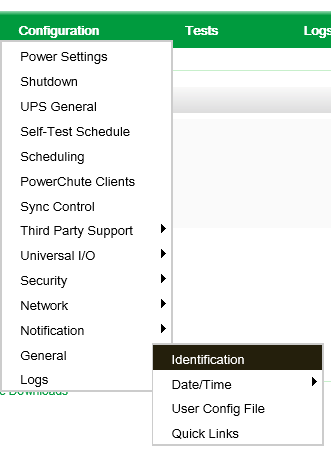 Configuration Tests Logs
Power Settings
Shutdown
UPS General
Self-Test Schedule
Scheduling
PowerChute Clients
Sync Control
Third Party Support
Universal I/O
Security
Network
Notification
General
Logs
Identification
Date/Time
User Config File
Quick Links
e Downloads